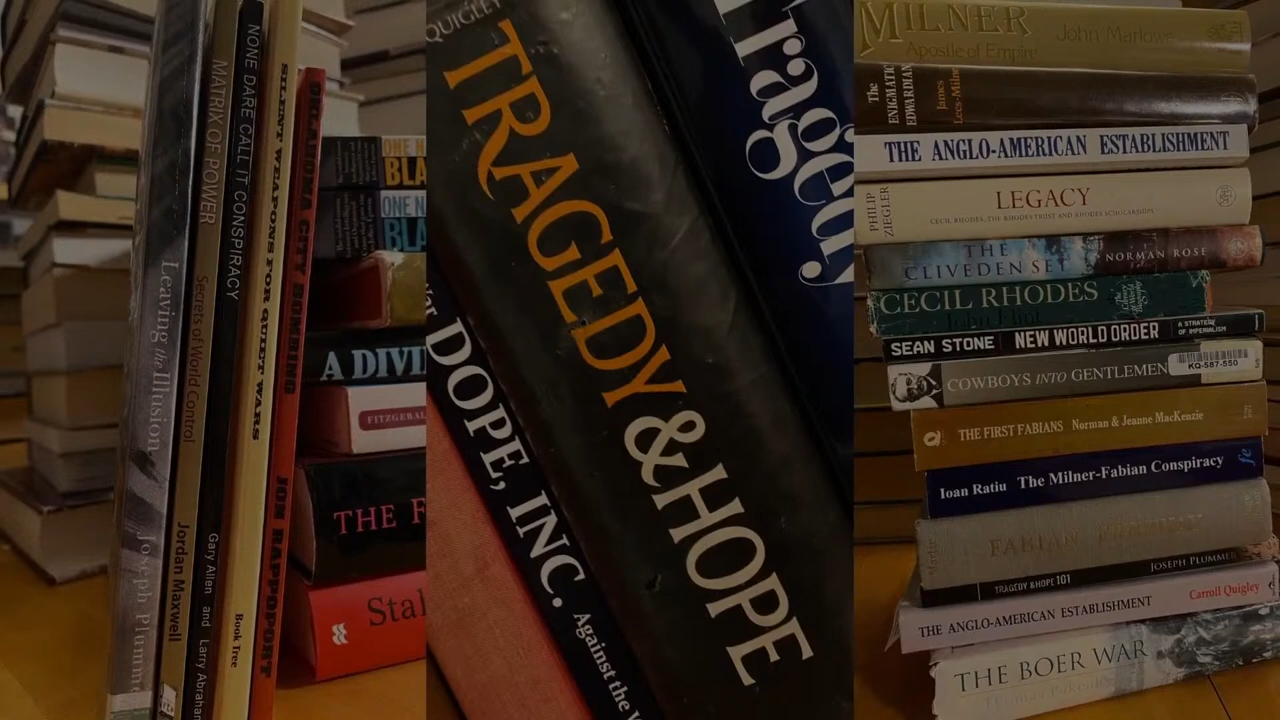 Leaving the Illusion
Joseph Plumm
MATRIX OF POWER
Secrets of World Control
Jordan Maxwell
NONE DARE CALL IT CONSPIRACY
Gary Allen and Larry Abraham
SILENT WEAPONS FOR QUIET WARS
Book Tree
OKLAHOMA CITY BOMBING
JON RAPPOPORT
ONE N
BLA
ONE N
BLA
A DIVI
FITZGERAL
THE F
Stal
QUIGLEY
TRAGEDY & HOPE
Tragedy
DOPE, INC.
Against the
MILNER
Apostle of Empire
John Marlowe
The
ENIGMATIC
EDWARDIAN
James
Lees-Milne
THE ANGLO-AMERICAN ESTABLISHMENT
PHILIP
ZIEGLER
LEGACY
CECIL RHODES, THE RHODES TRUST AND RHODES SCHOLARSHIPS
THE
CLIVEDEN SET
NORMAN ROSE
CECIL RHODES
John Flint
SEAN STONE
NEW WORLD ORDER
A STRATEGY
OF IMPERIALISM
COWBOYS INTO GENTLEMEN
KQ-587-550
THE FIRST FABIANS Norman & Jeanne MacKenzie
Ioan Ratiu The Milner-Fabian Conspiracy
fe
FABIAN
TRAGEDY & HOPE 101
JOSEPH PLUMMER
THE ANGLO-AMERICAN ESTABLISHMENT
Carroll Quigley
THE BOER WAR